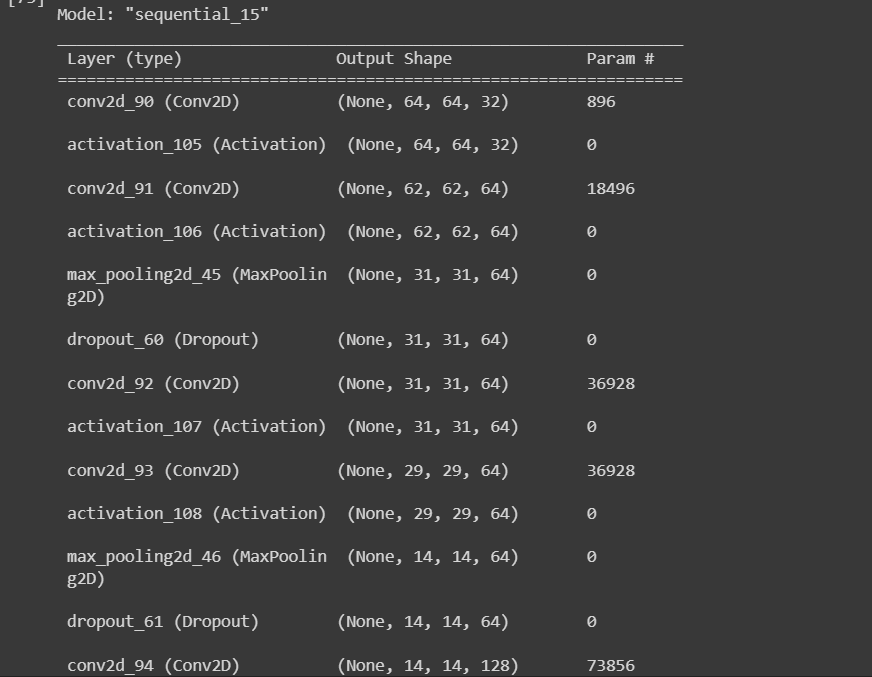 Model: "sequential_15"
Layer (type) Output Shape Param #
conv2d_90 (Conv2D) (None, 64, 64, 32) 896
activation_105 (Activation) (None, 64, 64, 32) 0
conv2d_91 (Conv2D) (None, 62, 62, 64) 18496
activation_106 (Activation) (None, 62, 62, 64) 0
max_pooling2d_45 (MaxPoolin (None, 31, 31, 64) 0
g2D)
dropout_60 (Dropout) (None, 31, 31, 64) 0
conv2d_92 (Conv2D) (None, 31, 31, 64) 36928
activation_107 (Activation) (None, 31, 31, 64) 0
conv2d_93 (Conv2D) (None, 29, 29, 64) 36928
activation_108 (Activation) (None, 29, 29, 64) 0
max_pooling2d_46 (MaxPoolin (None, 14, 14, 64) 0
g2D)
dropout_61 (Dropout) (None, 14, 14, 64) 0
conv2d_94 (Conv2D) (None, 14, 14, 128) 73856